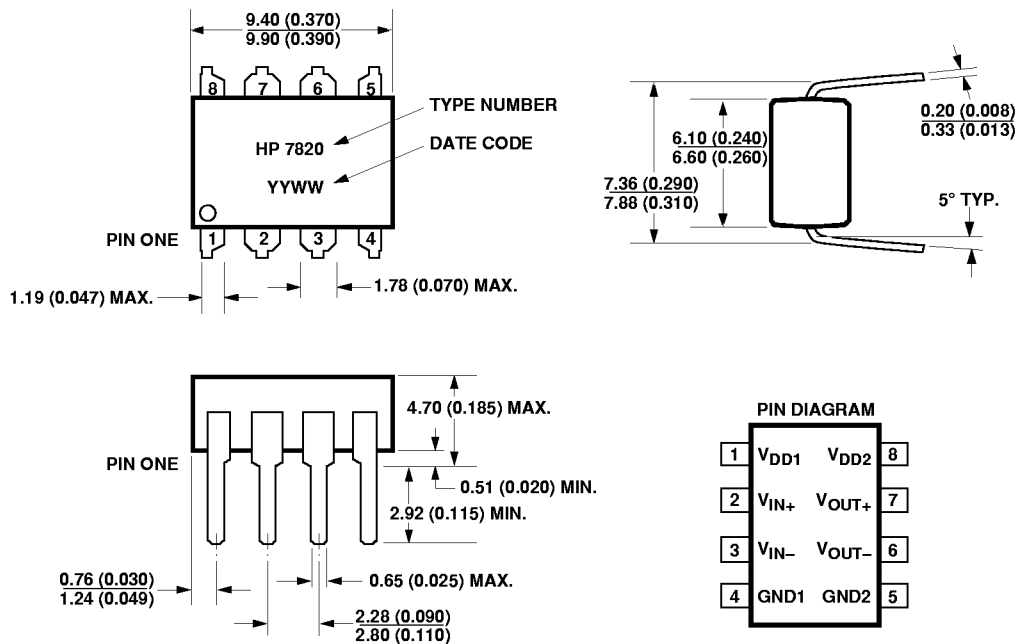 9.40 (0.370)
9.90 (0.390)
8 7 6 5
TYPE NUMBER
HP 7820
DATE CODE
YYWW
PIN ONE
1 2 3 4
1.19 (0.047) MAX.
1.78 (0.070) MAX.
0.20 (0.008)
0.33 (0.013)
6.10 (0.240)
6.60 (0.260)
7.36 (0.290)
7.88 (0.310)
5° TYP.
4.70 (0.185) MAX.
PIN ONE
0.51 (0.020) MIN.
2.92 (0.115) MIN.
0.76 (0.030)
1.24 (0.049)
0.65 (0.025) MAX.
2.28 (0.090)
2.80 (0.110)
PIN DIAGRAM
1 VDD1 VDD2 8
2 VIN+ VOUT+ 7
3 VIN– VOUT– 6
4 GND1 GND2 5